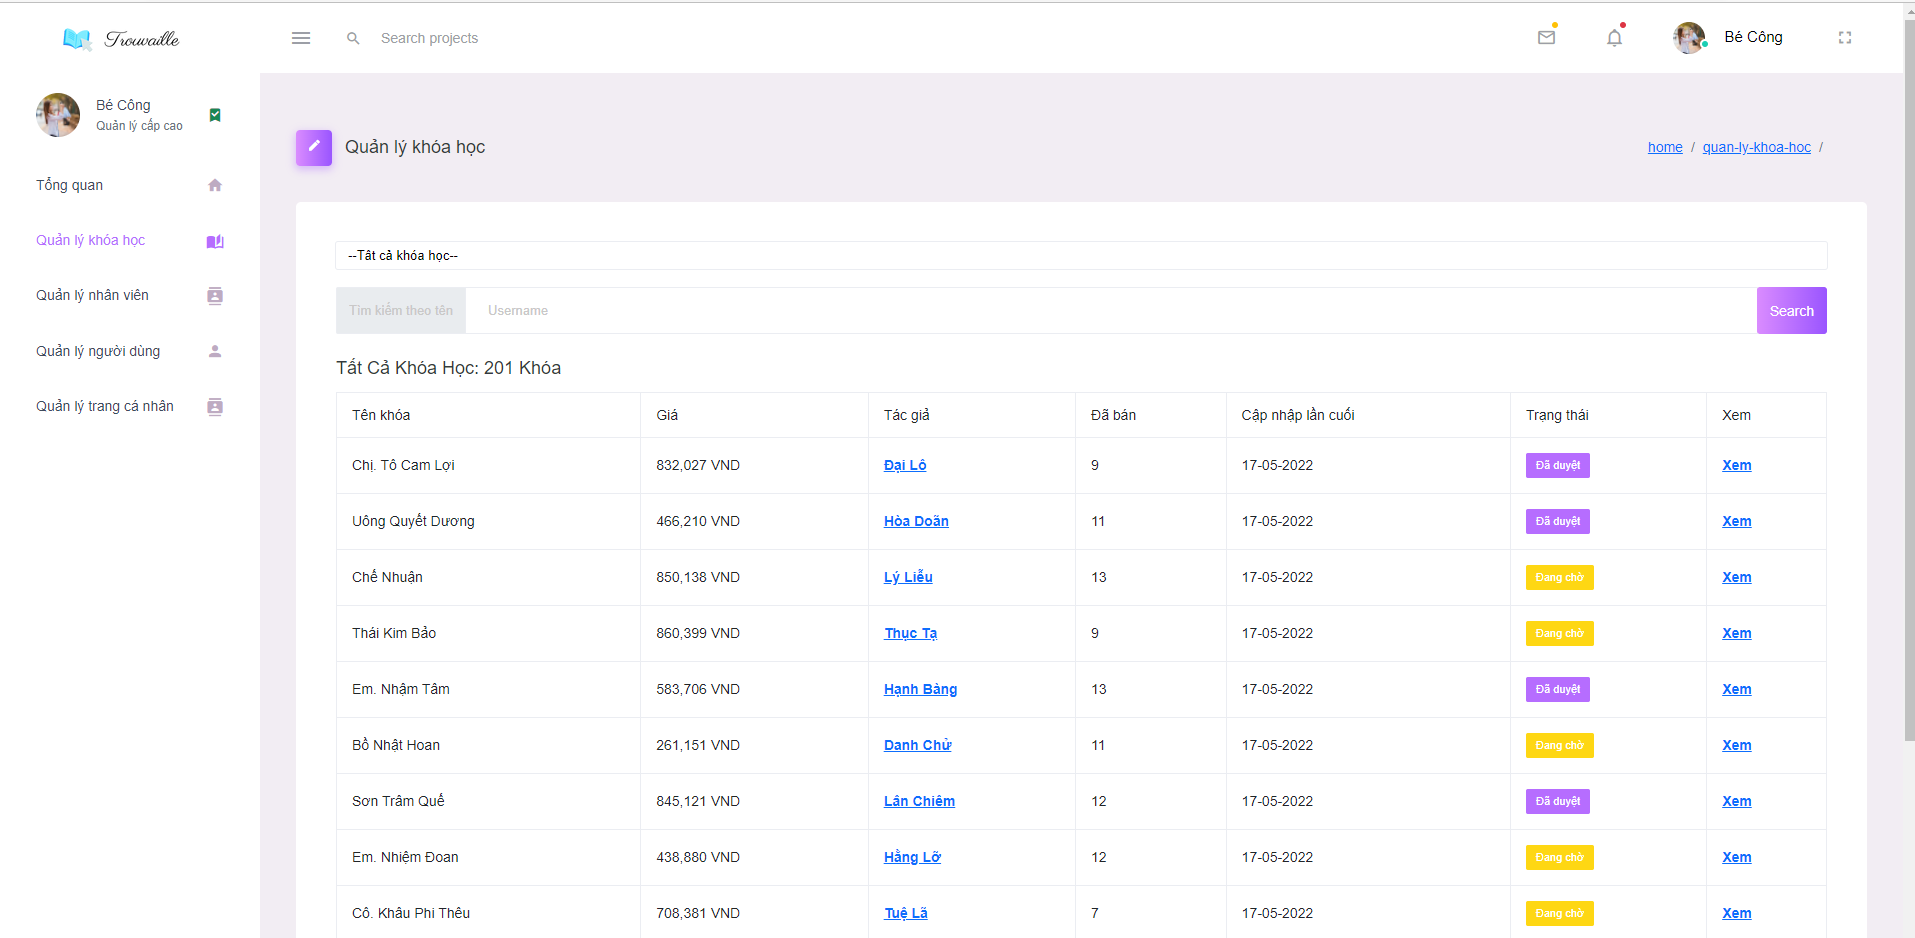 Trouvaille
Search projects
Bé Công
Bé Công
Quản lý cấp cao
Tổng quan
Quản lý khóa học
Quản lý nhân viên
Quản lý người dùng
Quản lý trang cá nhân
Quản lý khóa học
home / quan-ly-khoa-hoc /
--Tất cả khóa học--
Tìm kiếm theo tên Username Search
Tất Cả Khóa Học: 201 Khóa
Tên khóa Giá Tác giả Đã bán Cập nhập lần cuối Trạng thái Xem
Chị. Tô Cam Lợi 832,027 VND Đại Lô 9 17-05-2022 Đã duyệt Xem
Uông Quyết Dương 466,210 VND Hòa Doãn 11 17-05-2022 Đã duyệt Xem
Chế Nhuận 850,138 VND Lý Liễu 13 17-05-2022 Đang chờ Xem
Thái Kim Bảo 860,399 VND Thục Tạ 9 17-05-2022 Đang chờ Xem
Em. Nhậm Tâm 583,706 VND Hạnh Bàng 13 17-05-2022 Đã duyệt Xem
Bồ Nhật Hoan 261,151 VND Danh Chử 11 17-05-2022 Đang chờ Xem
Sơn Trâm Quế 845,121 VND Lân Chiêm 12 17-05-2022 Đã duyệt Xem
Em. Nhiệm Đoan 438,880 VND Hằng Lỡ 12 17-05-2022 Đang chờ Xem
Cô. Khâu Phi Thêu 708,381 VND Tuệ Lã 7 17-05-2022 Đang chờ Xem